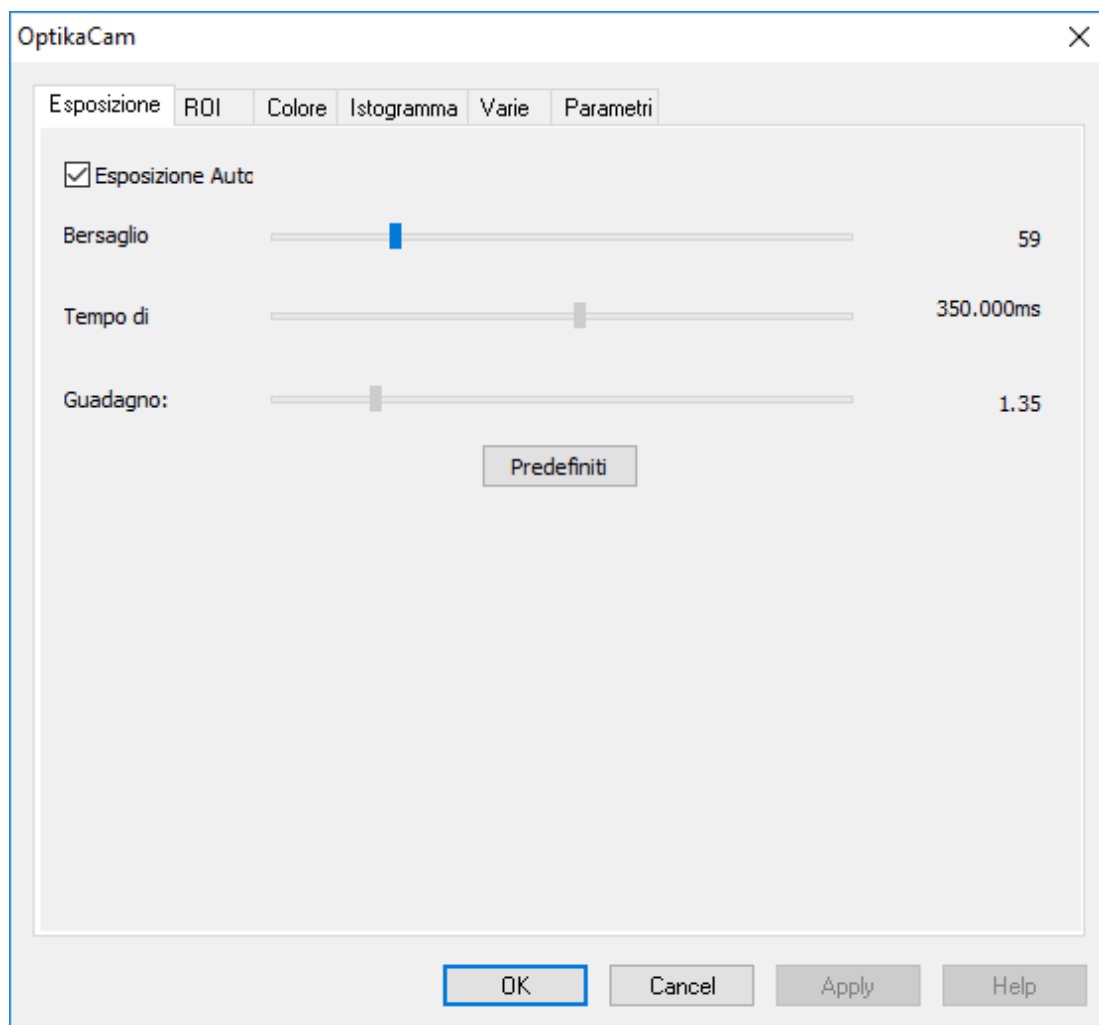 OptikaCam
Esposizione ROI Colore Istogramma Varie Parametri
Esposizione Auto
Bersaglio 59
Tempo di 350.000ms
Guadagno: 1.35
Predefiniti
OK Cancel Apply Help